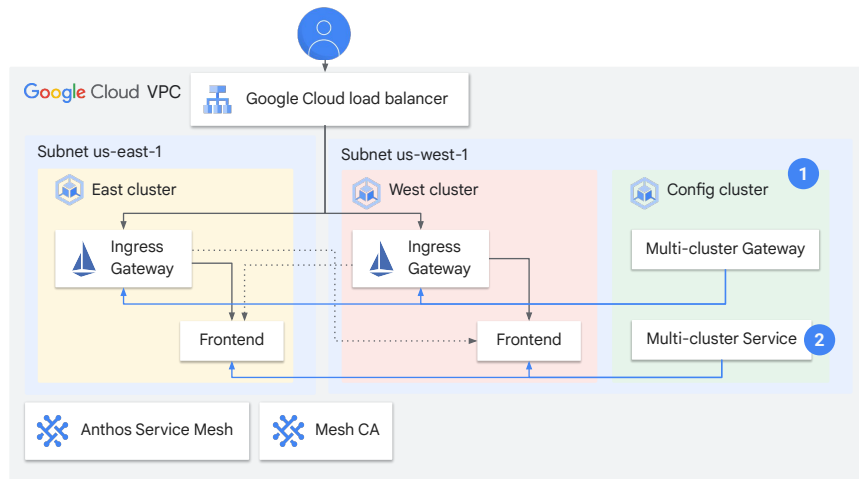 Google Cloud VPC
Google Cloud load balancer
Subnet us-east-1
Subnet us-west-1
East cluster
West cluster
Config cluster
1
Ingress
Gateway
Ingress
Gateway
Multi-cluster Gateway
Frontend
Frontend
Multi-cluster Service
2
Anthos Service Mesh
Mesh CA